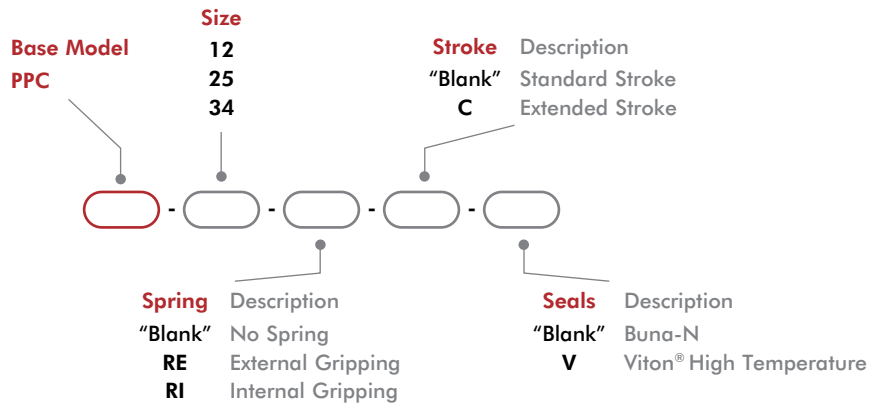 Size
Base Model
PPC
12
25
34
Stroke Description
"Blank" Standard Stroke
C Extended Stroke
- - - -
Spring Description
"Blank" No Spring
RE External Gripping
RI Internal Gripping
Seals Description
"Blank" Buna-N
V Viton® High Temperature